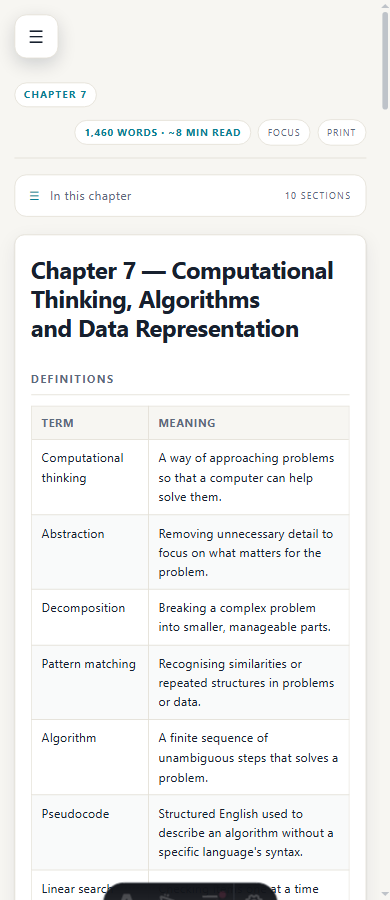 CHAPTER 7
1,460 WORDS • ~8 MIN READ
FOCUS
PRINT
In this chapter
10 SECTIONS
Chapter 7 — Computational
Thinking, Algorithms
and Data Representation
DEFINITIONS
TERM
MEANING
Computational
thinking
A way of approaching problems
so that a computer can help
solve them.
Abstraction
Removing unnecessary detail to
focus on what matters for the
problem.
Decomposition
Breaking a complex problem
into smaller, manageable parts.
Pattern matching
Recognising similarities or
repeated structures in problems
or data.
Algorithm
A finite sequence of
unambiguous steps that solves a
problem.
Pseudocode
Structured English used to
describe an algorithm without a
specific language's syntax.
Linear search
at a time